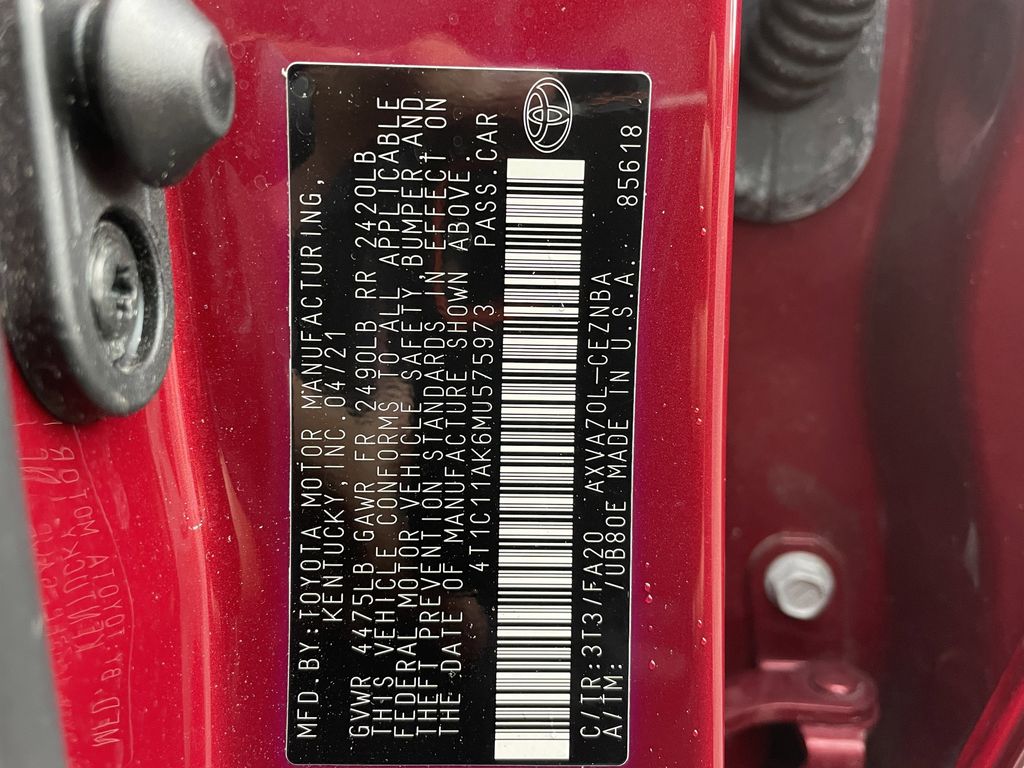 MFD.BY:TOYOTA MOTOR MANUFACTURING,
KENTUCKY,INC. 04/21
GVWR 4475LB GAWR FR 2490LB RR 2420LB
THIS VEHICLE CONFORMS TO ALL APPLICABLE
FEDERAL MOTOR VEHICLE SAFETY,BUMPER,AND
THEFT PREVENTION STANDARDS IN EFFECT ON
THE DATE OF MANUFACTURE SHOWN ABOVE.
4T1C11AK6MU575973 PASS.CAR
C/TR:3T3/FA20 AXVA70L-CEZNBA
A/TM: /UB80E MADE IN U.S.A. 85618